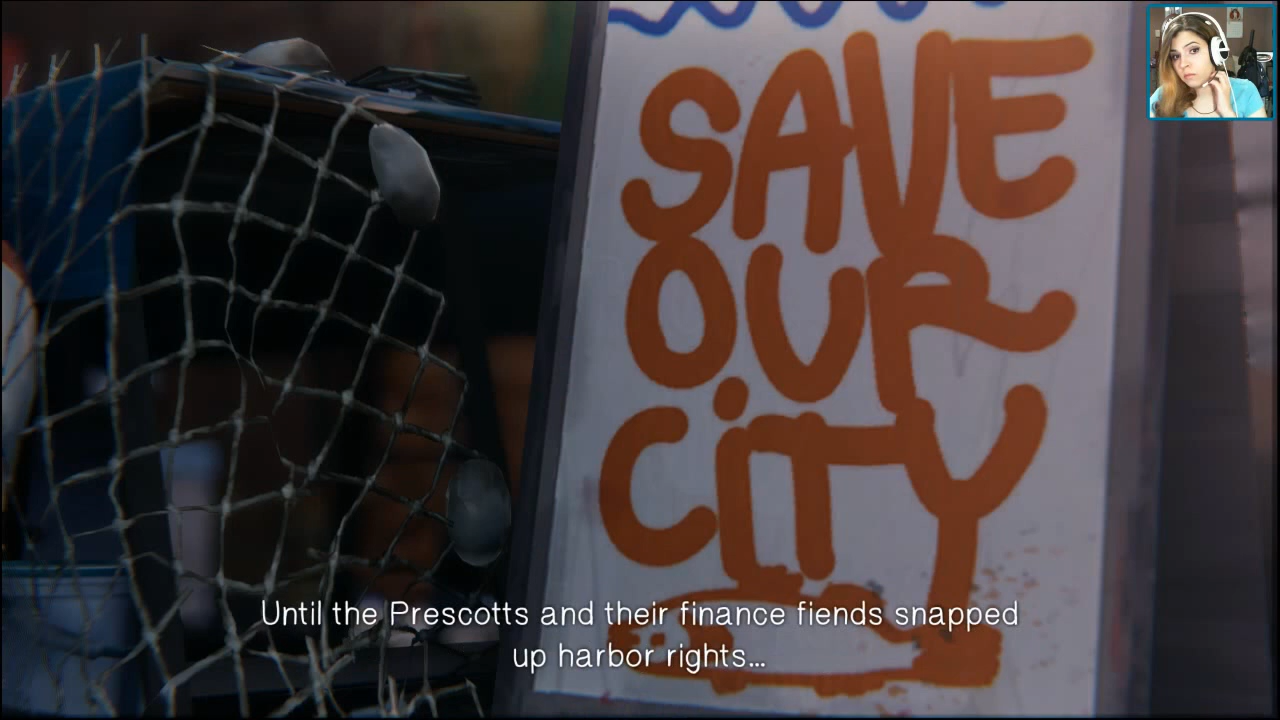 SAVE
OUR
CiTY
Until the Prescotts and their finance fiends snapped
up harbor rights...